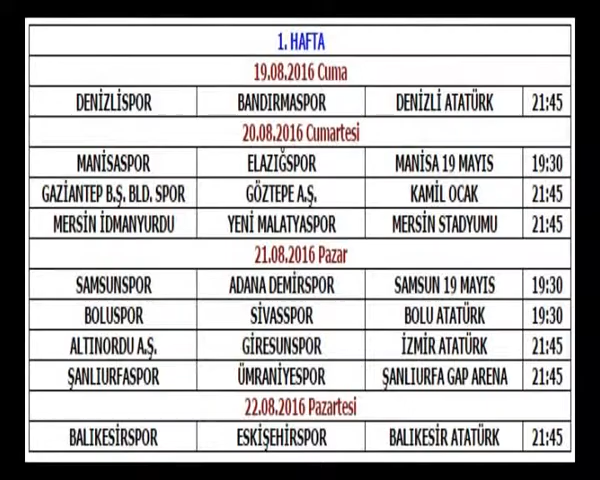 1. HAFTA
19.08.2016 Cuma
DENİZLİSPOR BANDIRMASPOR DENİZLİ ATATÜRK 21:45
20.08.2016 Cumartesi
MANİSASPOR ELAZIĞSPOR MANİSA 19 MAYIS 19:30
GAZİANTEP B.Ş. BLD. SPOR GÖZTEPE A.Ş. KAMİL OCAK 21:45
MERSİN İDMANYURDU YENİ MALATYASPOR MERSİN STADYUMU 21:45
21.08.2016 Pazar
SAMSUNSPOR ADANA DEMİRSPOR SAMSUN 19 MAYIS 19:30
BOLUSPOR SİVASSPOR BOLU ATATÜRK 19:30
ALTINORDU A.Ş. GİRESUNSPOR İZMİR ATATÜRK 21:45
ŞANLIURFASPOR ÜMRANİYESPOR ŞANLIURFA GAP ARENA 21:45
22.08.2016 Pazartesi
BALIKESİRSPOR ESKİŞEHİRSPOR BALIKESİR ATATÜRK 21:45